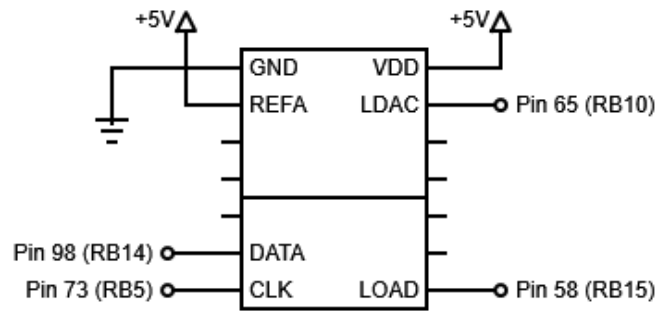 +5V +5V
GND VDD
REFA LDAC Pin 65 (RB10)
Pin 98 (RB14) DATA
Pin 73 (RB5) CLK LOAD Pin 58 (RB15)